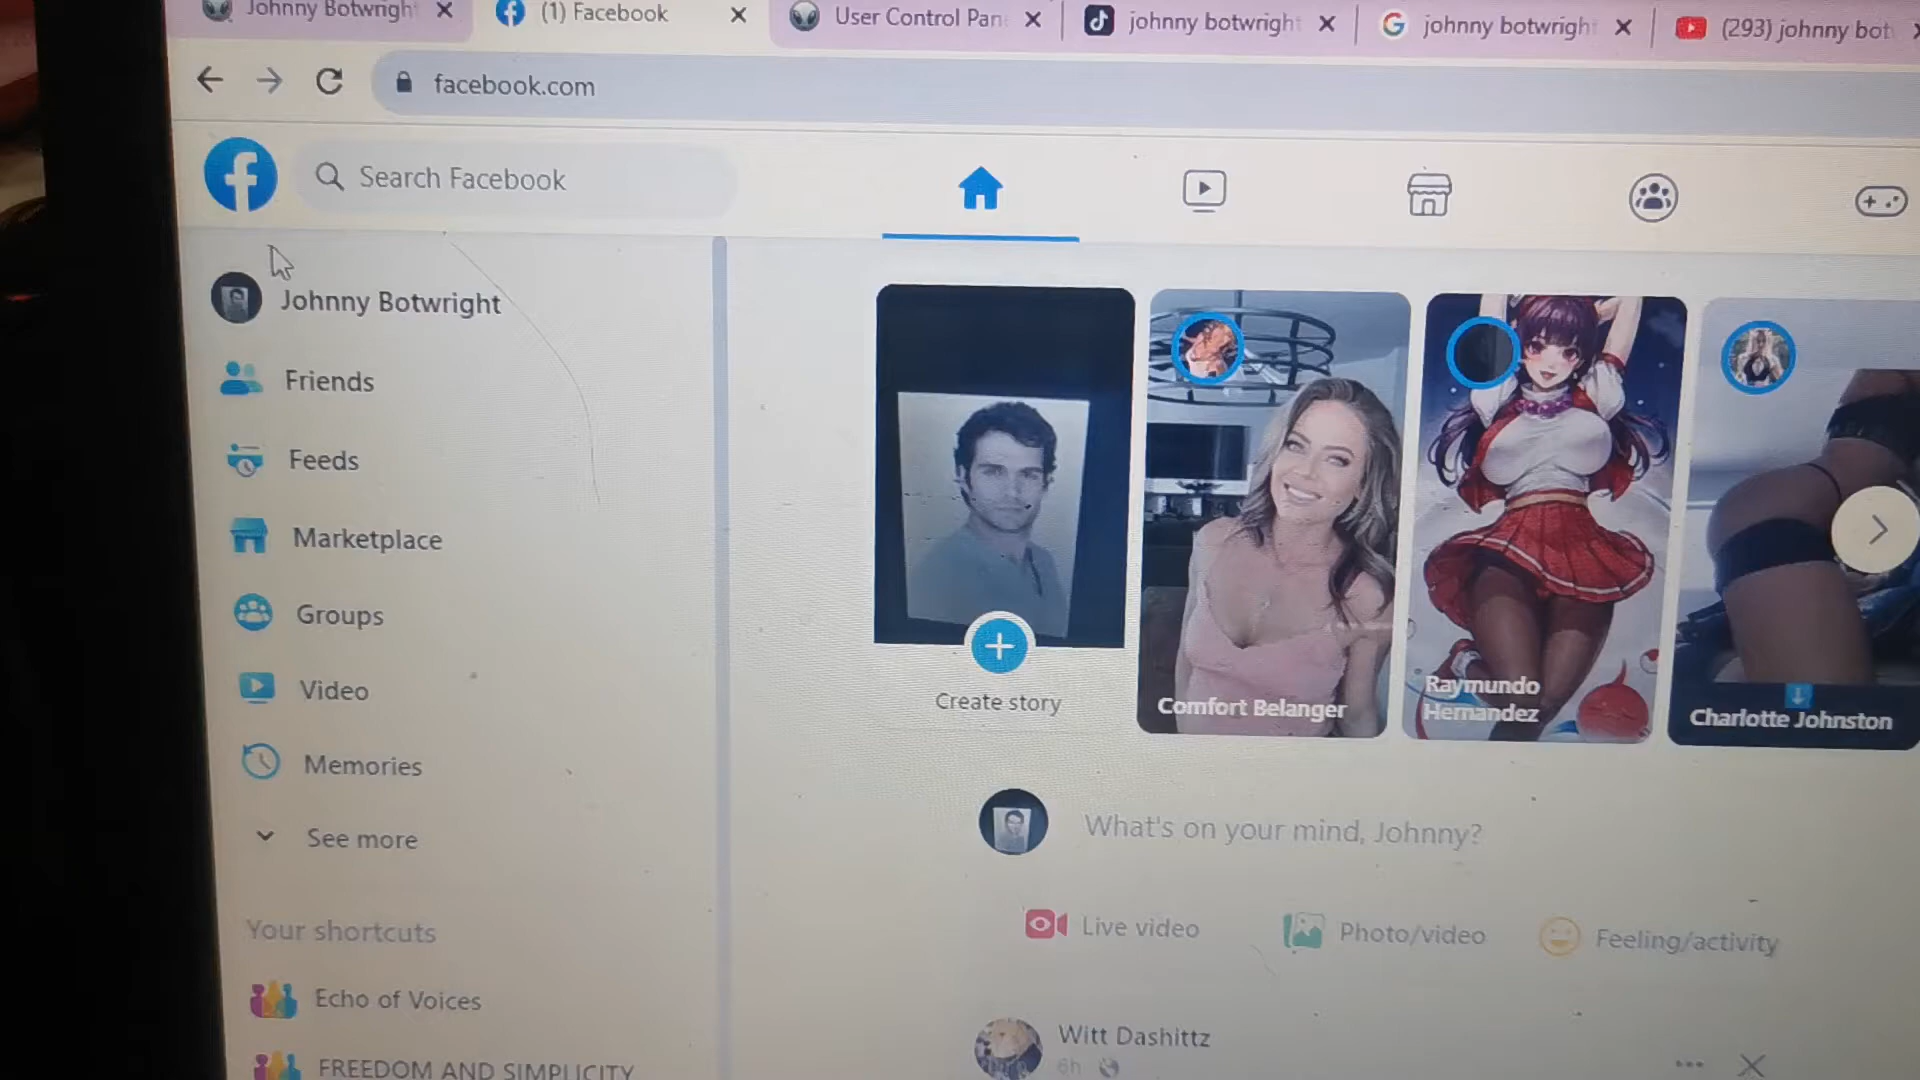 Johnny Botwrigh
(1) Facebook
User Control Pan
johnny botwright
johnny botwrigh
(293) johnny bot
facebook.com
Search Facebook
Johnny Botwright
Friends
Feeds
Marketplace
Groups
Video
Memories
See more
Your shortcuts
Echo of Voices
FREEDOM AND SIMPLICITY
Create story
Comfort Belanger
Raymundo
Hernandez
Charlotte Johnston
What's on your mind, Johnny?
Live video
Photo/video
Feeling/activity
Witt Dashittz
6h